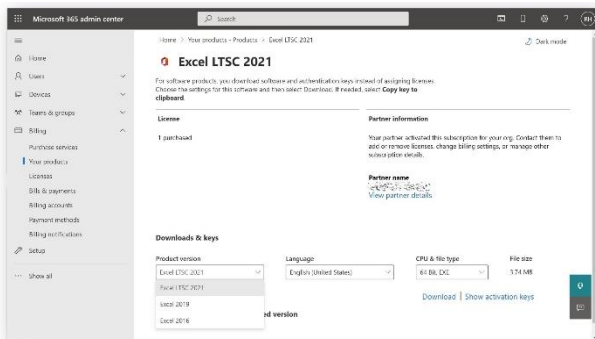 Microsoft 365 admin center
Search
?
RH
Home > Your products - Products > Excel LTSC 2021
Dark mode
Excel LTSC 2021
For software products, you download software and authentication keys instead of assigning licenses.
Choose the settings for this software and then select Download. If needed, select Copy key to
clipboard.
License
1 purchased
Partner information
Your partner activated this subscription for your org. Contact them to
add or remove licenses, change billing settings, or manage other
subscription details.
Partner name
View partner details
Home
Users
Devices
Teams & groups
Billing
Purchase services
Your products
Licenses
Bills & payments
Billing accounts
Payment methods
Billing notifications
Setup
Show all
Downloads & keys
Product version
Excel LTSC 2021
Excel LTSC 2021
Excel 2019
Excel 2016
ed version
Language
English (United States)
CPU & file type
64 Bit, EXE
File size
3.74 MB
Download | Show activation keys